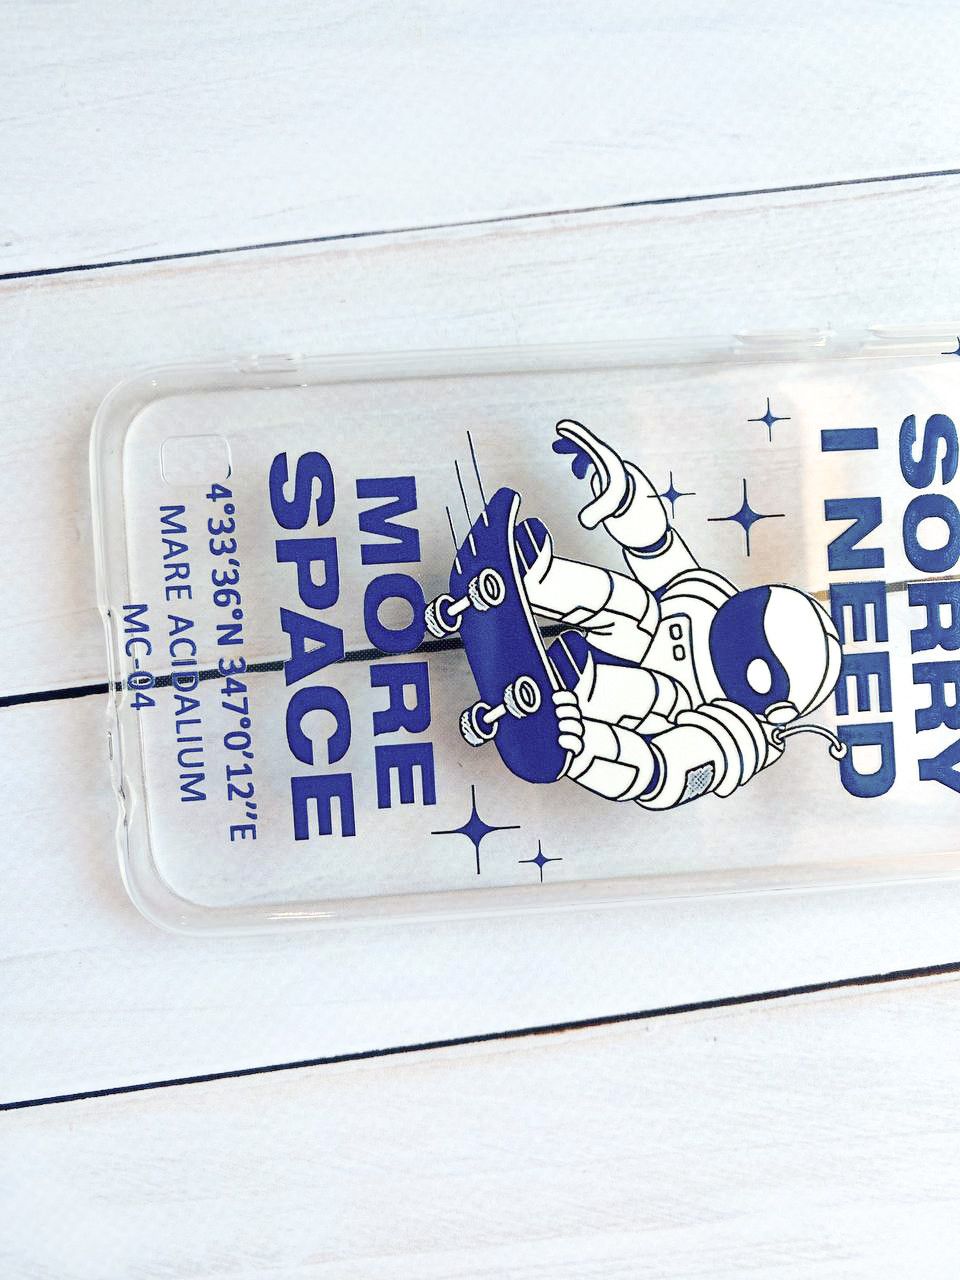 SORRY
I NEED
MORE
SPACE
4°33'36°N 347°0'12''E
MARE ACIDALIUM
MC-04